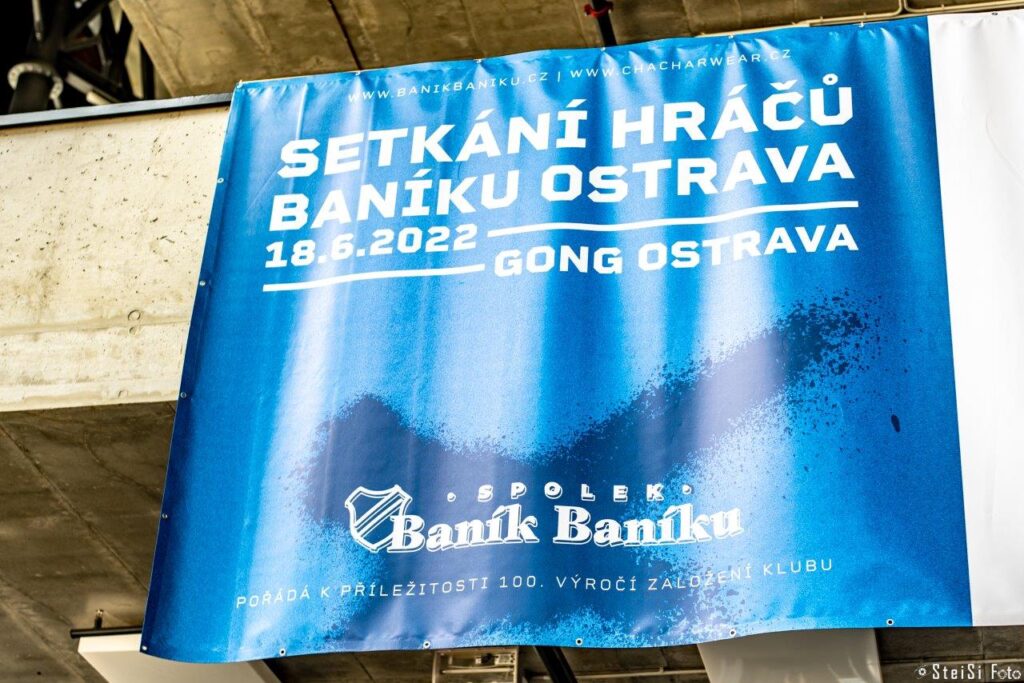 WWW.BANIKBANIKU.CZ | WWW.CHACHARWEAR.CZ
SETKÁNÍ HRÁČŮ
BANÍKU OSTRAVA
18.6.2022
GONG OSTRAVA
• SPOLEK •
Baník Baníku
POŘÁDÁ K PŘÍLEŽITOSTI 100. VÝROČÍ ZALOŽENÍ KLUBU
© SteiSi Foto